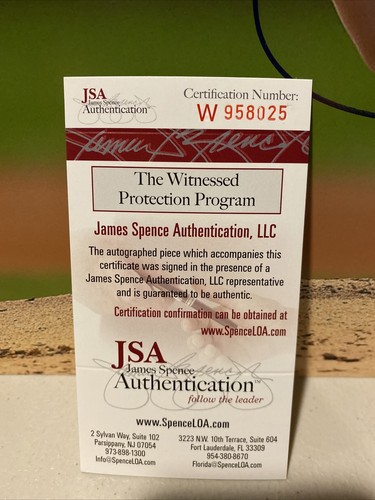 JSA
James Spence
Authentication™
Certification Number:
W 958025
James Spence
The Witnessed
Protection Program
James Spence Authentication, LLC
The autographed piece which accompanies this
certificate was signed in the presence of a
James Spence Authentication, LLC representative
and is guaranteed to be authentic.
Certification confirmation can be obtained at
www.SpenceLOA.com
JSA
James Spence
Authentication™
follow the leader
www.SpenceLOA.com
2 Sylvan Way, Suite 102
Parsippany, NJ 07054
973-898-1300
Info@SpenceLOA.com
3223 N.W. 10th Terrace, Suite 604
Fort Lauderdale, FL 33309
954-380-8670
Florida@SpenceLOA.com